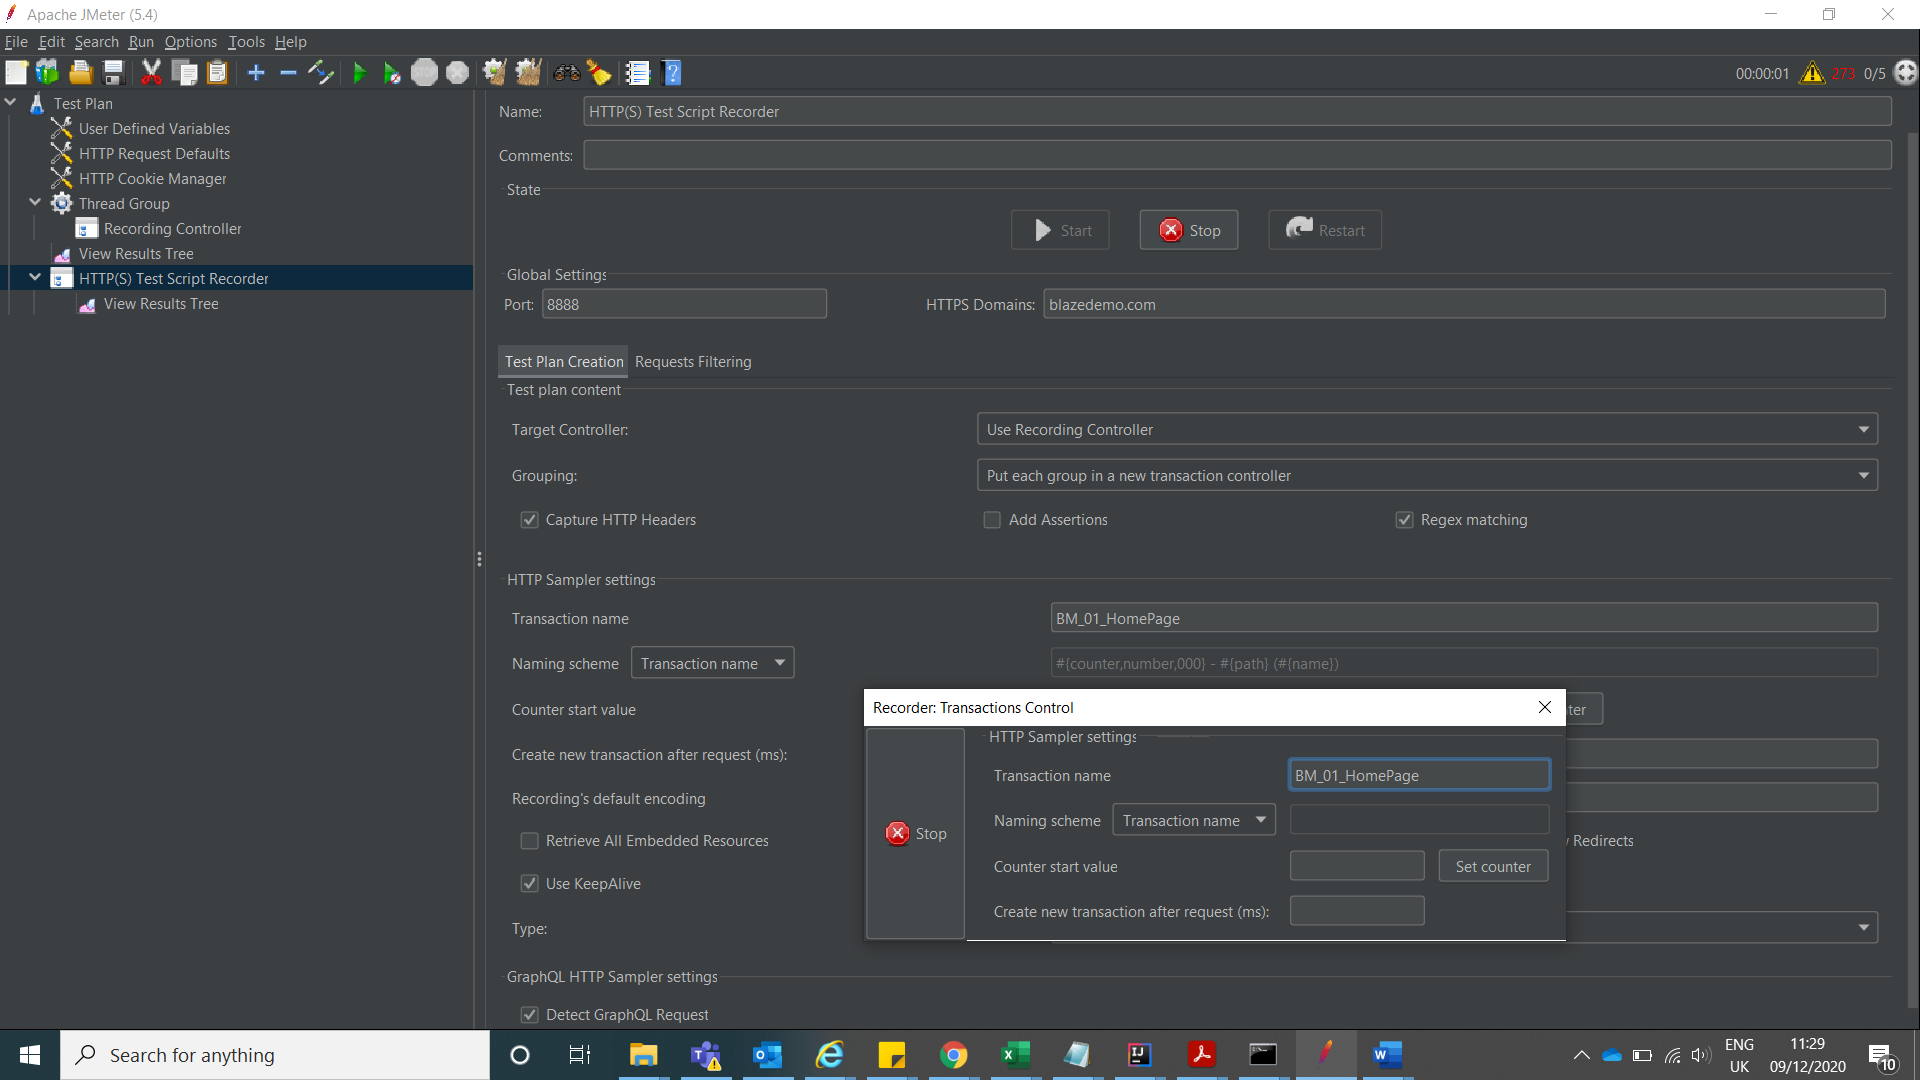 Apache JMeter (5.4)
File Edit Search Run Options Tools Help
STOP
00:00:01 273 0/5
Test Plan
User Defined Variables
HTTP Request Defaults
HTTP Cookie Manager
Thread Group
Recording Controller
View Results Tree
HTTP(S) Test Script Recorder
View Results Tree
Name: HTTP(S) Test Script Recorder
Comments:
State
Start Stop Restart
Global Settings
Port: 8888 HTTPS Domains: blazedemo.com
Test Plan Creation Requests Filtering
Test plan content
Target Controller: Use Recording Controller
Grouping: Put each group in a new transaction controller
Capture HTTP Headers Add Assertions Regex matching
HTTP Sampler settings
Transaction name BM_01_HomePage
Naming scheme Transaction name #{counter,number,000} - #{path} (#{name})
Counter start value ter
Create new transaction after request (ms):
Recording's default encoding
Retrieve All Embedded Resources Redirects
Use KeepAlive
Type:
GraphQL HTTP Sampler settings
Detect GraphQL Request
Recorder: Transactions Control
HTTP Sampler settings
Transaction name BM_01_HomePage
Naming scheme Transaction name
Stop
Counter start value Set counter
Create new transaction after request (ms):
Search for anything
ENG
UK
11:29
09/12/2020
10